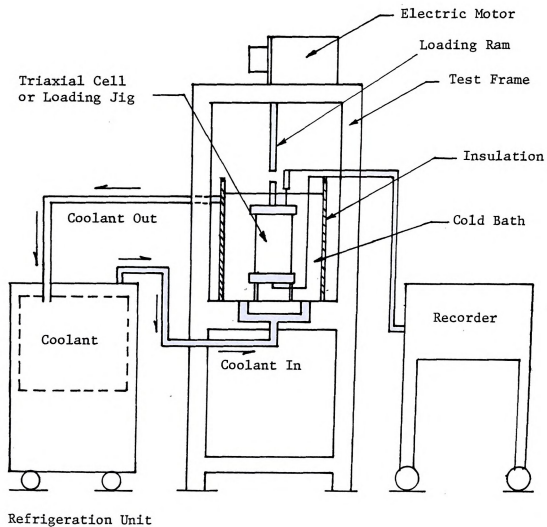 Electric Motor
Loading Ram
Triaxial Cell
or Loading Jig
Test Frame
Insulation
Coolant Out
Cold Bath
Recorder
Coolant
Coolant In
Refrigeration Unit